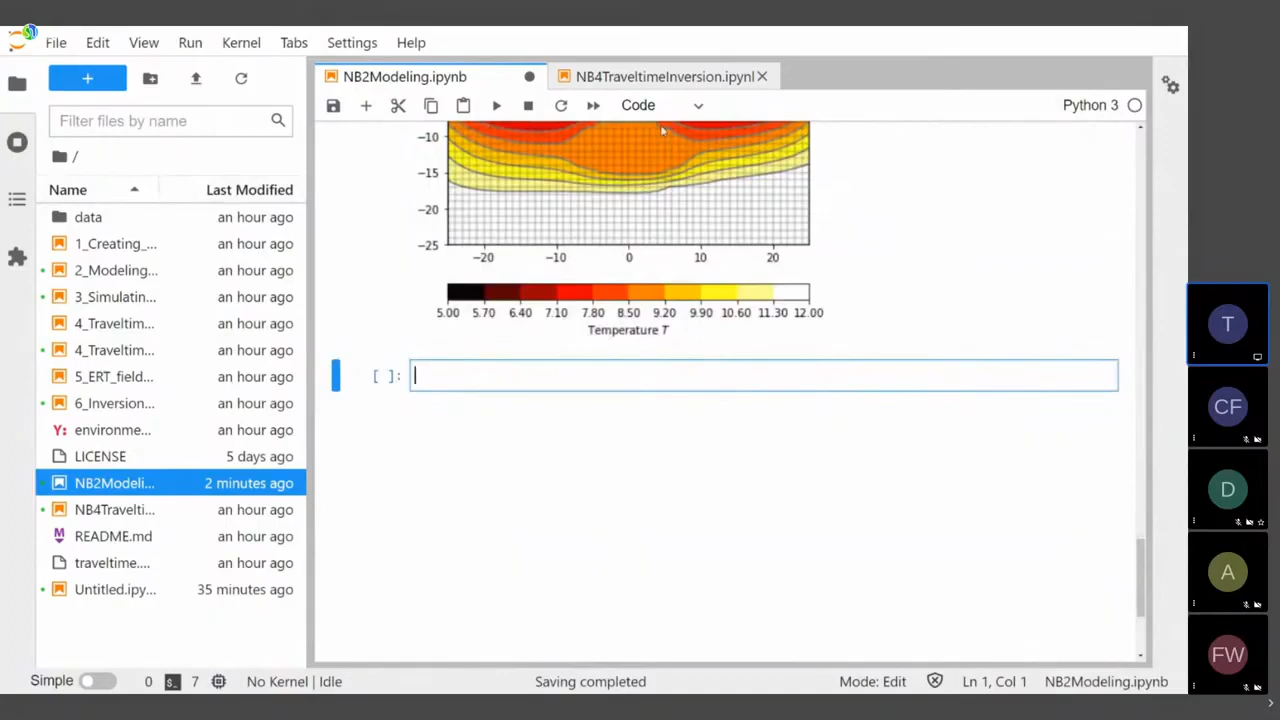 File Edit View Run Kernel Tabs Settings Help
NB2Modeling.ipynb
NB4TraveltimeInversion.ipynl
Code
Python 3
Filter files by name
/
Name Last Modified
data an hour ago
1_Creating_... an hour ago
2_Modeling... an hour ago
3_Simulatin... an hour ago
4_Traveltim... an hour ago
4_Traveltim... an hour ago
5_ERT_field... an hour ago
6_Inversion... an hour ago
Y: environme... an hour ago
LICENSE 5 days ago
NB2Modeli... 2 minutes ago
NB4Travelti... an hour ago
README.md an hour ago
traveltime.... an hour ago
Untitled.ipy... 35 minutes ago
−10
−15
−20
−25
−20 −10 0 10 20
5.00 5.70 6.40 7.10 7.80 8.50 9.20 9.90 10.60 11.30 12.00
Temperature T
[ ]:
T
CF
D
A
FW
Simple 0 $_ 7 No Kernel | Idle Saving completed Mode: Edit Ln 1, Col 1 NB2Modeling.ipynb